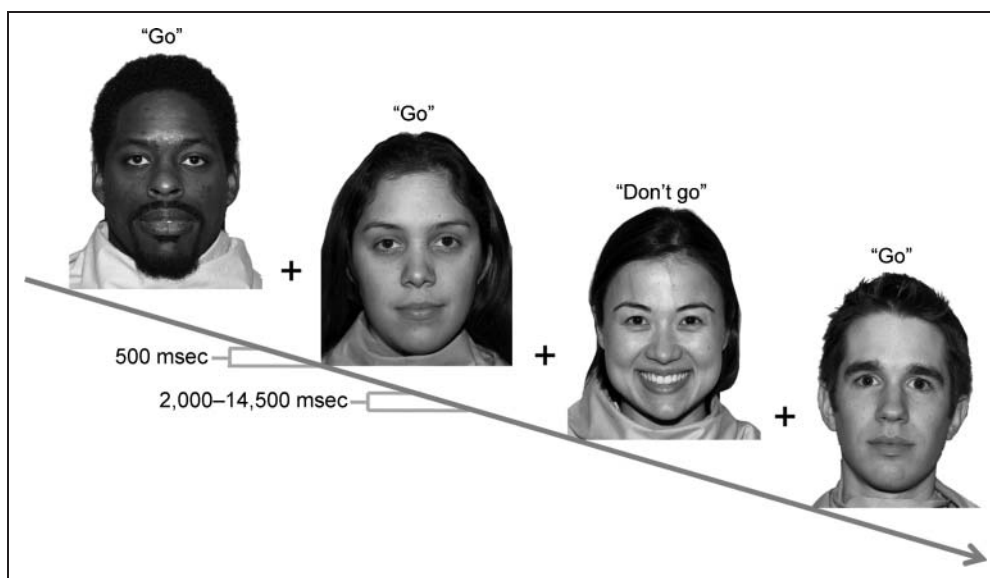 “Go”
“Go”
“Don’t go”
“Go”
+
+
+
500 msec
2,000–14,500 msec